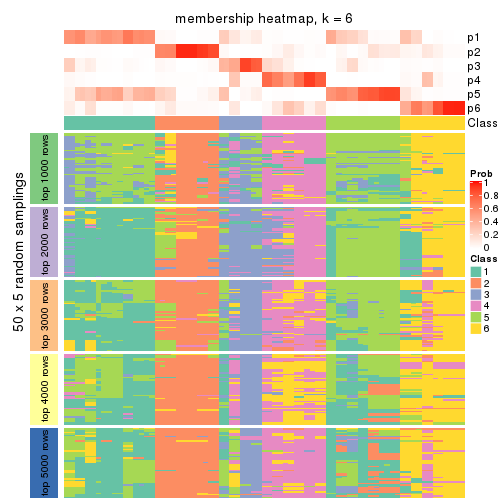 membership heatmap, k = 6
p1
p2
p3
p4
p5
p6
Class
50 x 5 random samplings
top 1000 rows
top 2000 rows
top 3000 rows
top 4000 rows
top 5000 rows
Prob
1
0.8
0.6
0.4
0.2
0
Class
1
2
3
4
5
6